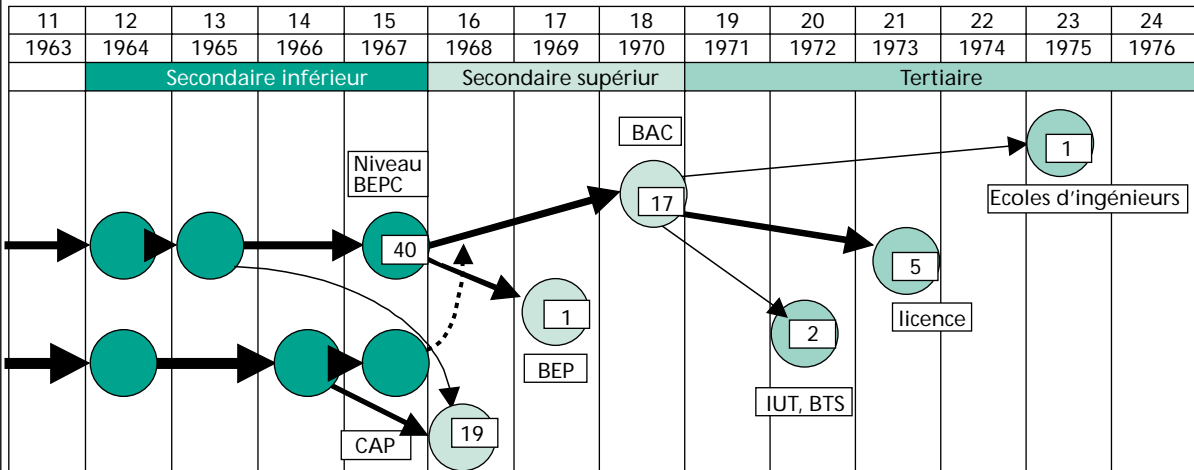 11 12 13 14 15 16 17 18 19 20 21 22 23 24
1963 1964 1965 1966 1967 1968 1969 1970 1971 1972 1973 1974 1975 1976
Secondaire inférieur Secondaire supériur Tertiaire
BAC
1
Niveau
BEPC
Ecoles d'ingénieurs
17
40
5
licence
1
2
BEP
IUT, BTS
CAP
19